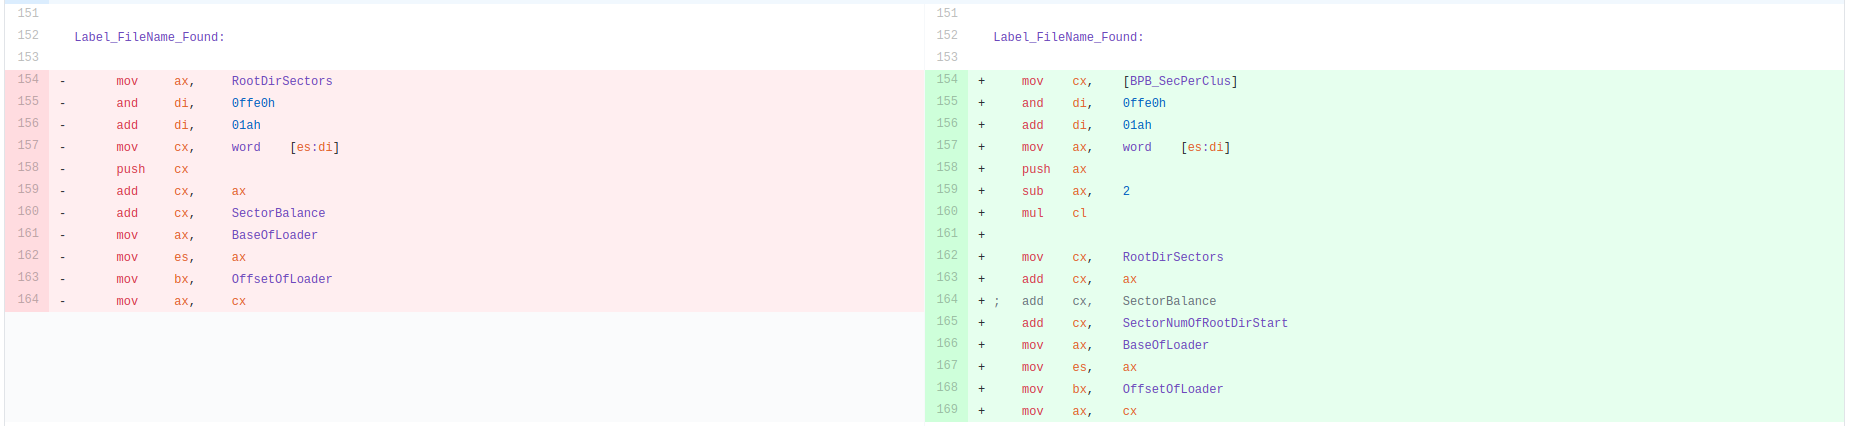 151
152 Label_FileName_Found:
153
154 - mov ax, RootDirSectors
155 - and di, 0ffe0h
156 - add di, 01ah
157 - mov cx, word [es:di]
158 - push cx
159 - add cx, ax
160 - add cx, SectorBalance
161 - mov ax, BaseOfLoader
162 - mov es, ax
163 - mov bx, OffsetOfLoader
164 - mov ax, cx
151
152 Label_FileName_Found:
153
154 + mov cx, [BPB_SecPerClus]
155 + and di, 0ffe0h
156 + add di, 01ah
157 + mov ax, word [es:di]
158 + push ax
159 + sub ax, 2
160 + mul cl
161 +
162 + mov cx, RootDirSectors
163 + add cx, ax
164 + ; add cx, SectorBalance
165 + add cx, SectorNumOfRootDirStart
166 + mov ax, BaseOfLoader
167 + mov es, ax
168 + mov bx, OffsetOfLoader
169 + mov ax, cx